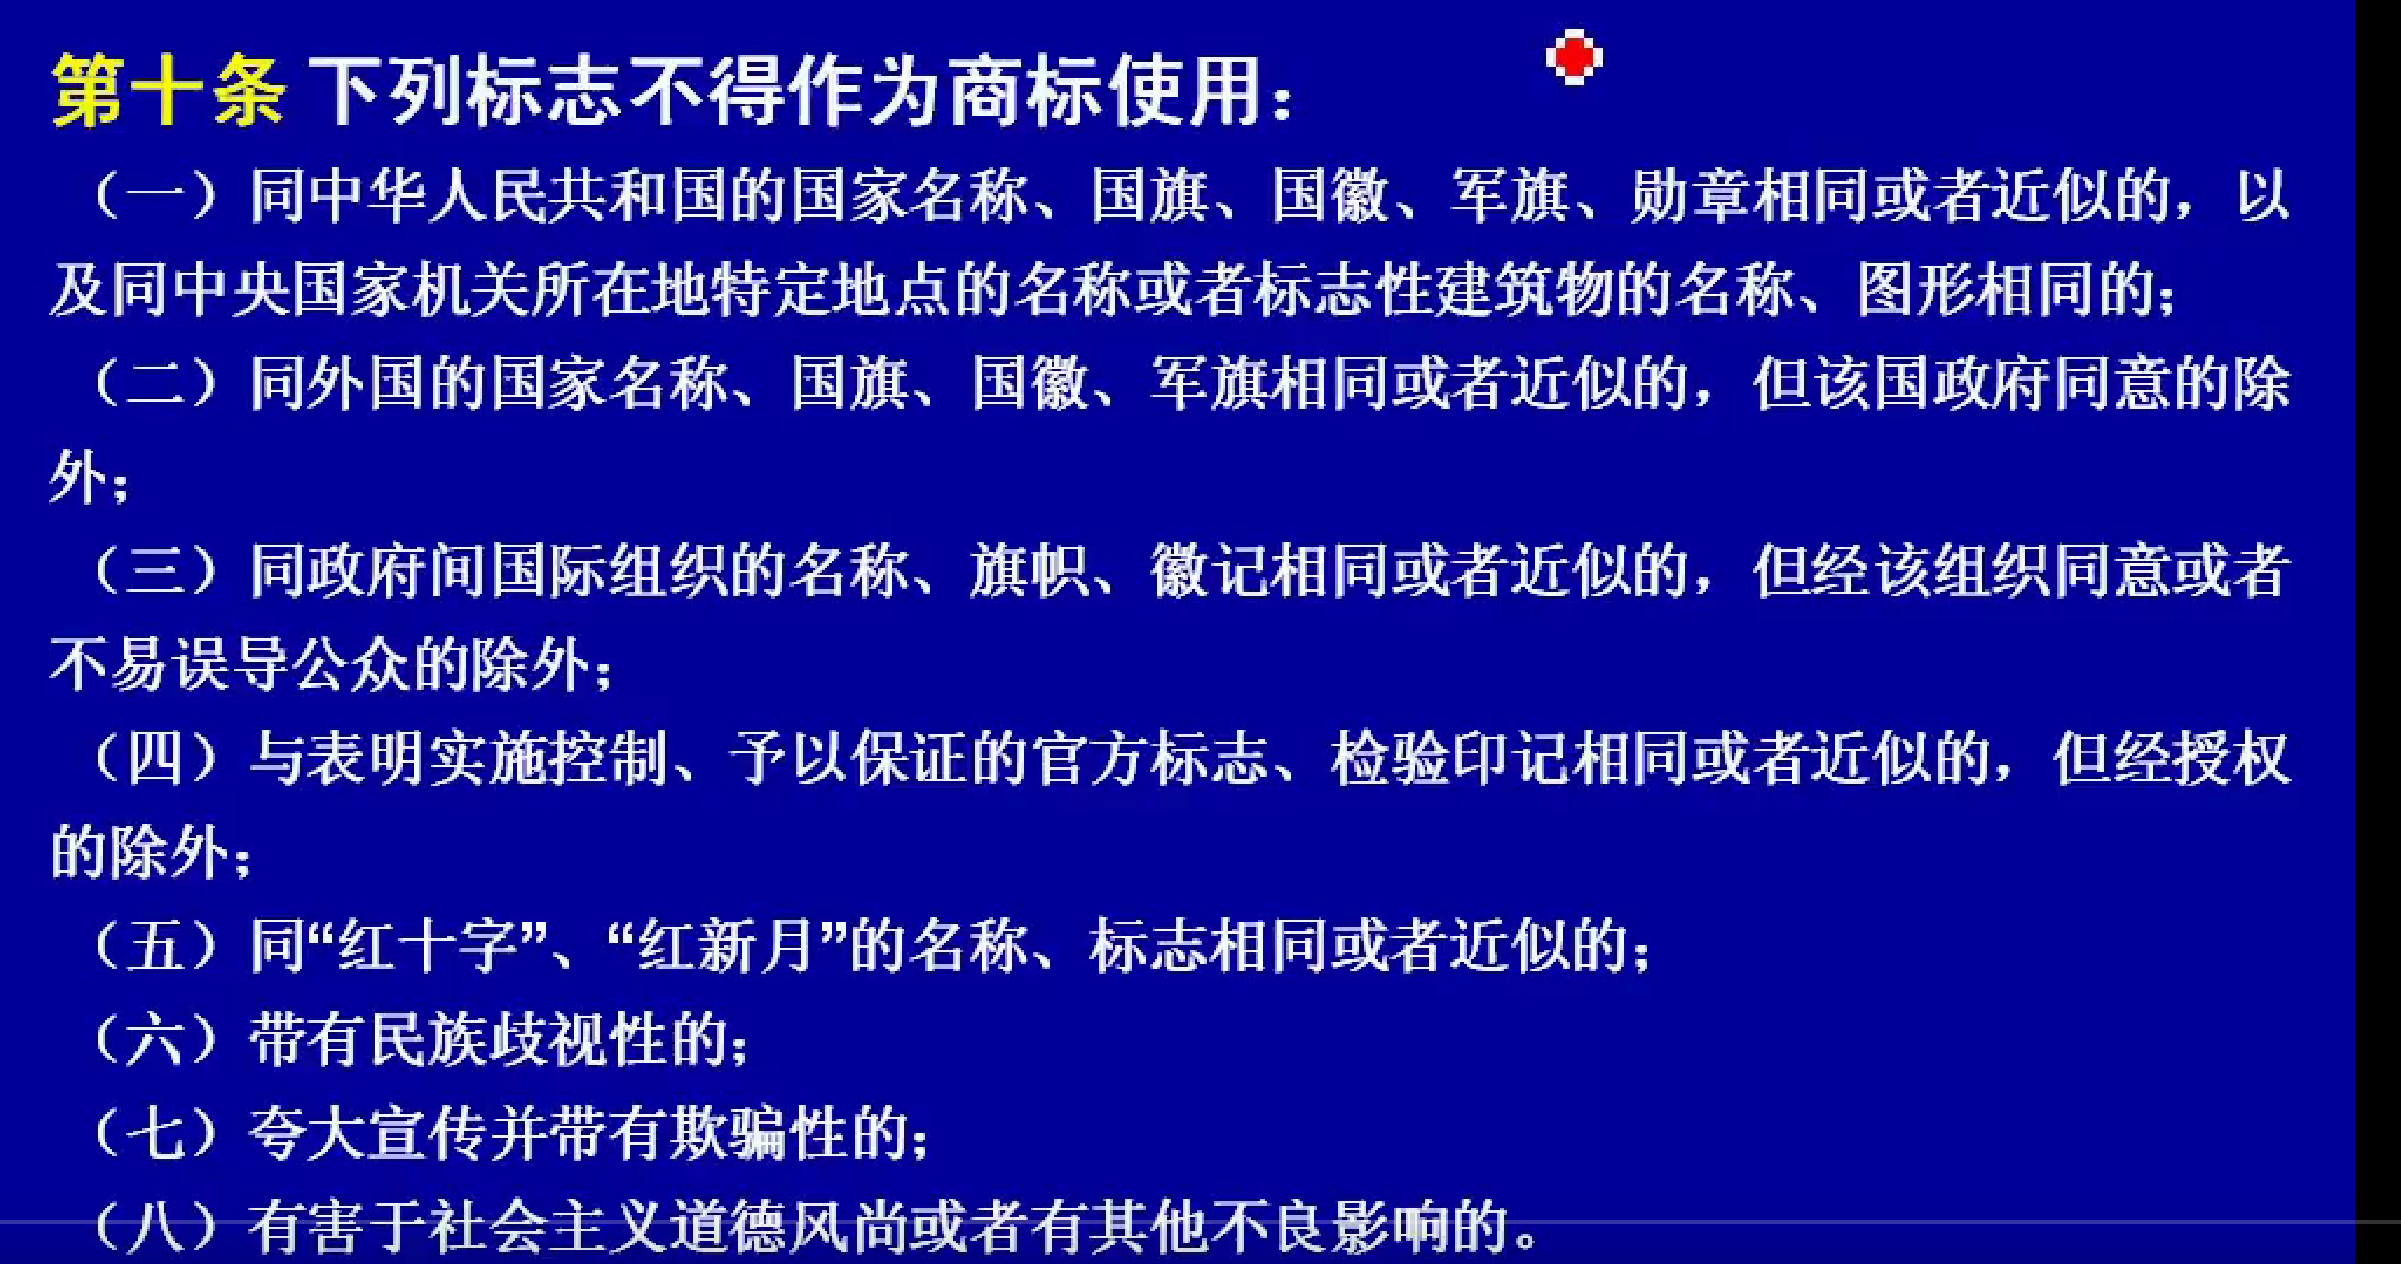 第十条 下列标志不得作为商标使用：
（一）同中华人民共和国的国家名称、国旗、国徽、军旗、勋章相同或者近似的，以
及同中央国家机关所在地特定地点的名称或者标志性建筑物的名称、图形相同的；
（二）同外国的国家名称、国旗、国徽、军旗相同或者近似的，但该国政府同意的除
外；
（三）同政府间国际组织的名称、旗帜、徽记相同或者近似的，但经该组织同意或者
不易误导公众的除外；
（四）与表明实施控制、予以保证的官方标志、检验印记相同或者近似的，但经授权
的除外；
（五）同“红十字”、“红新月”的名称、标志相同或者近似的；
（六）带有民族歧视性的；
（七）夸大宣传并带有欺骗性的；
（八）有害于社会主义道德风尚或者有其他不良影响的。